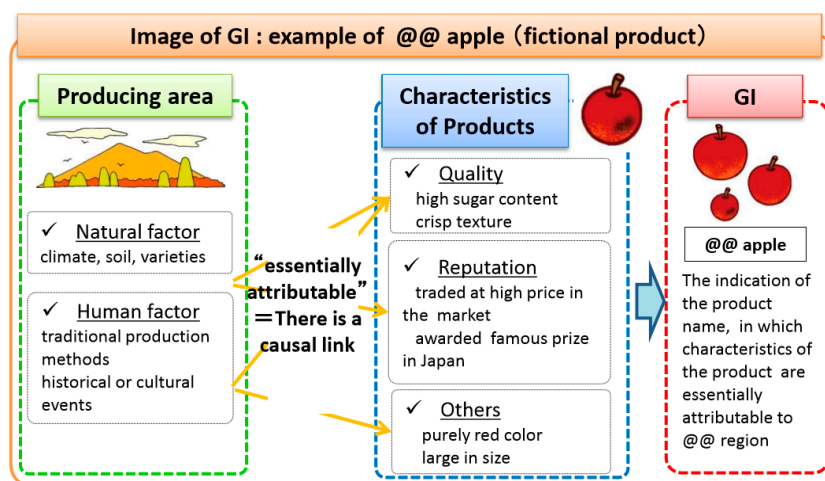 Image of GI : example of @@ apple（fictional product）
Producing area
✓ Natural factor
climate, soil, varieties
✓ Human factor
traditional production
methods
historical or cultural
events
“essentially
attributable”
＝There is a
causal link
Characteristics
of Products
✓ Quality
high sugar content
crisp texture
✓ Reputation
traded at high price in
the market
awarded famous prize
in Japan
✓ Others
purely red color
large in size
GI
@@ apple
The indication of
the product
name, in which
characteristics of
the product are
essentially
attributable to
@@ region